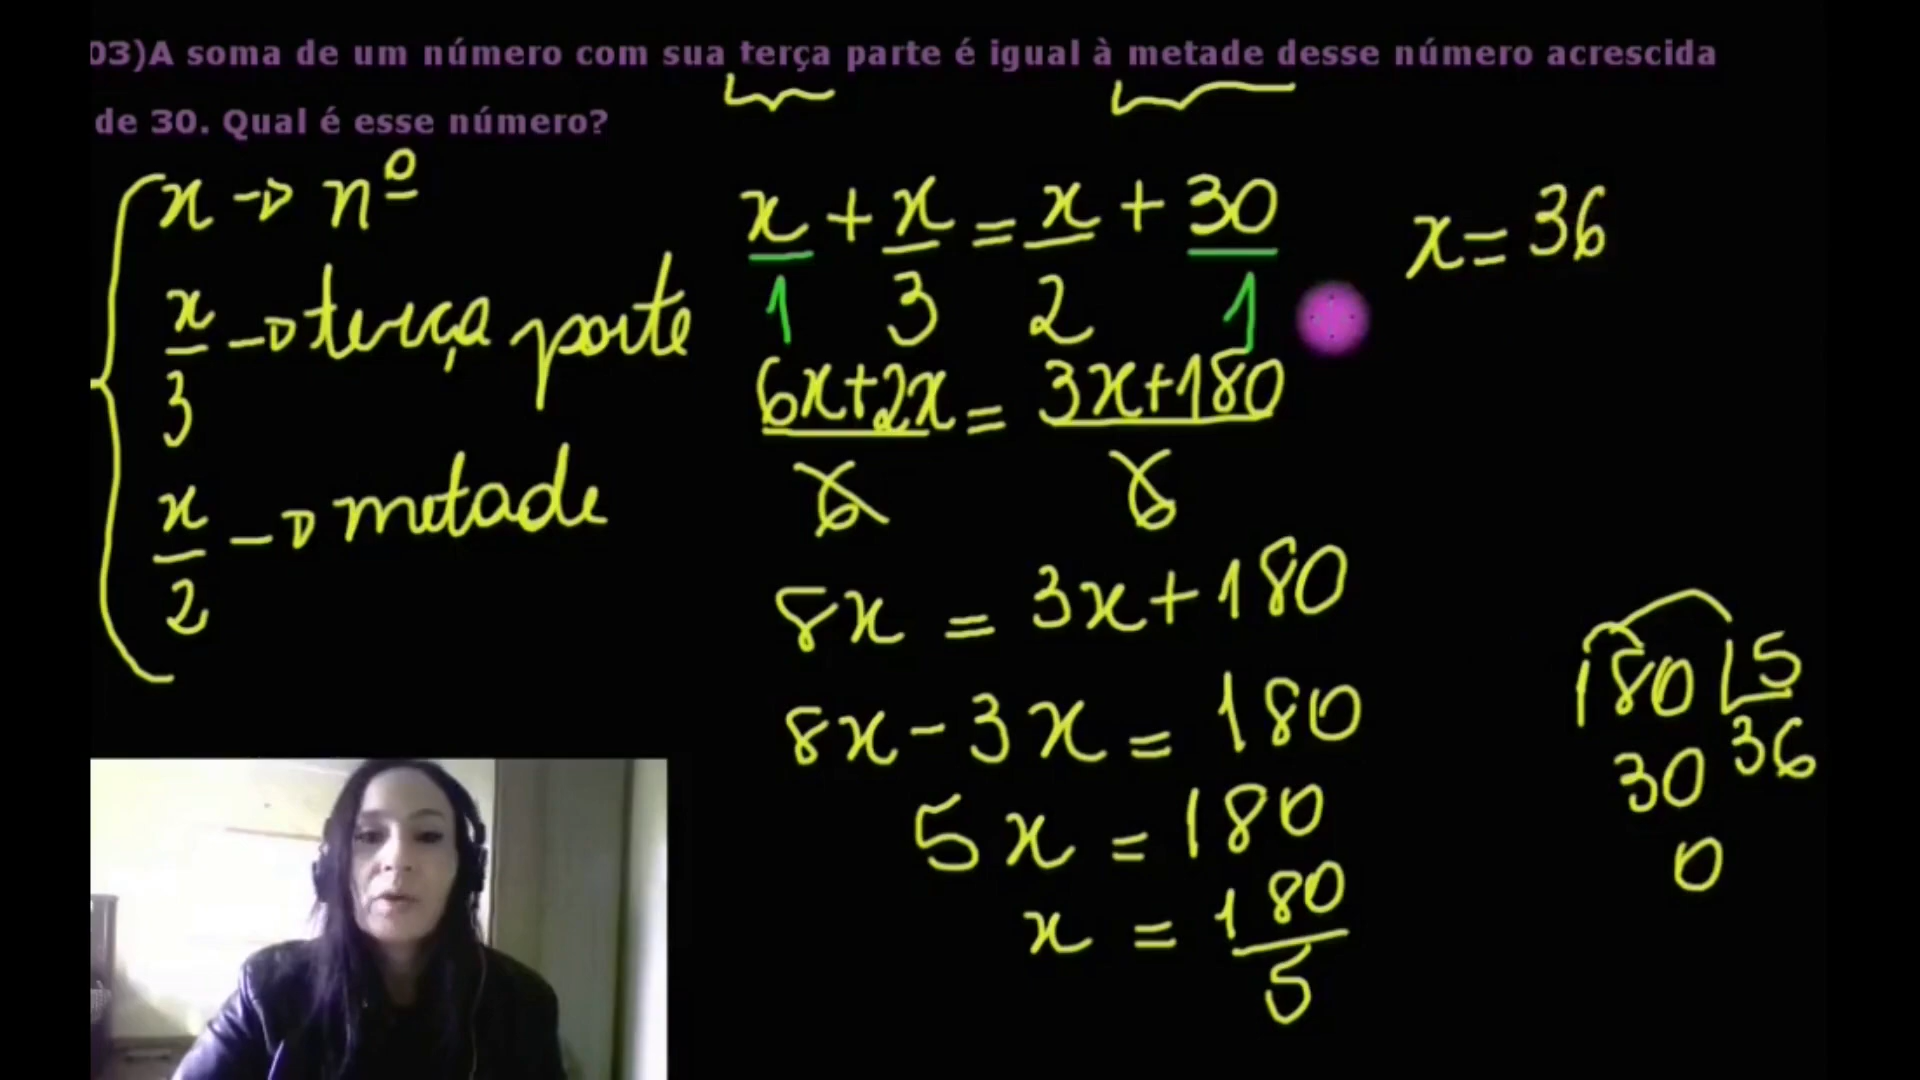 03)A soma de um número com sua terça parte é igual à metade desse número acrescida
de 30. Qual é esse número?
x → nº
x/3 → terça parte
x/2 → metade
x/1 + x/3 = x/2 + 30/1
6x+2x/6 = 3x+180/6
8x = 3x+180
8x-3x = 180
5x = 180
x = 180/5
x = 36
180 | 5
30 36
0